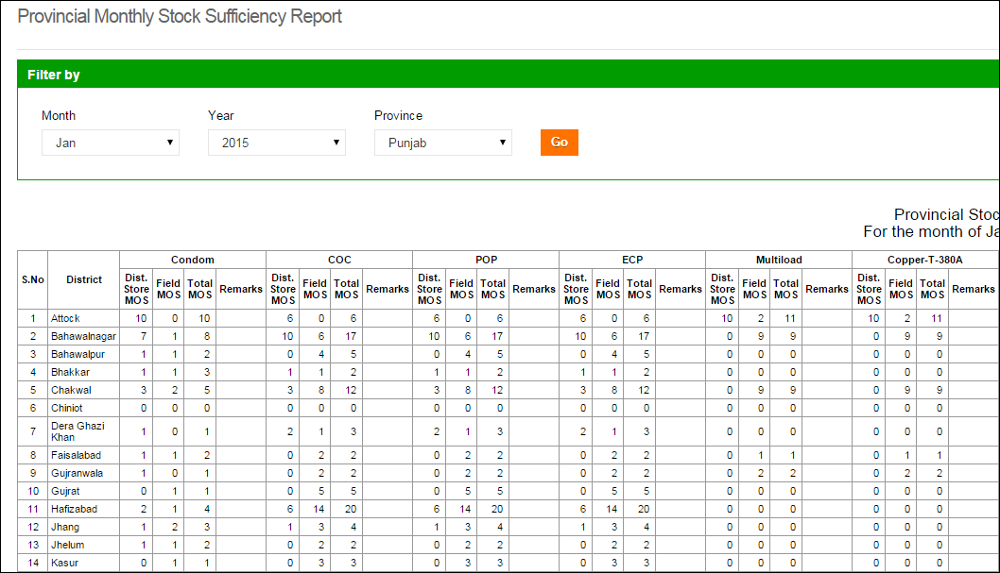 Provincial Monthly Stock Sufficiency Report
Filter by
Month Year Province
Jan 2015 Punjab Go
Provincial Stoc
For the month of Ja
S.No District Condom COC POP ECP Multiload Copper-T-380A
Dist. Store MOS Field MOS Total MOS Remarks Dist. Store MOS Field MOS Total MOS Remarks Dist. Store MOS Field MOS Total MOS Remarks Dist. Store MOS Field MOS Total MOS Remarks Dist. Store MOS Field MOS Total MOS Remarks Dist. Store MOS Field MOS Total MOS Remarks
1 Attock 10 0 10 6 0 6 6 0 6 6 0 6 10 2 11 10 2 11
2 Bahawalnagar 7 1 8 10 6 17 10 6 17 10 6 17 0 9 9 0 9 9
3 Bahawalpur 1 1 2 0 4 5 0 4 5 0 4 5 0 0 0 0 0 0
4 Bhakkar 1 1 3 1 1 2 1 1 2 1 1 2 0 0 0 0 0 0
5 Chakwal 3 2 5 3 8 12 3 8 12 3 8 12 0 9 9 0 9 9
6 Chiniot 0 0 0 0 0 0 0 0 0 0 0 0 0 0 0 0 0 0
7 Dera Ghazi Khan 1 0 1 2 1 3 2 1 3 2 1 3 0 0 0 0 0 0
8 Faisalabad 1 1 2 0 2 2 0 2 2 0 2 2 0 1 1 0 1 1
9 Gujranwala 1 0 1 0 2 2 0 2 2 0 2 2 0 2 2 0 2 2
10 Gujrat 0 1 1 0 5 5 0 5 5 0 5 5 0 0 0 0 0 0
11 Hafizabad 2 1 4 6 14 20 6 14 20 6 14 20 0 0 0 0 0 0
12 Jhang 1 2 3 1 3 4 1 3 4 1 3 4 0 0 0 0 0 0
13 Jhelum 1 1 2 0 2 2 0 2 2 0 2 2 0 0 0 0 0 0
14 Kasur 0 1 1 0 3 3 0 3 3 0 3 3 0 0 0 0 0 0